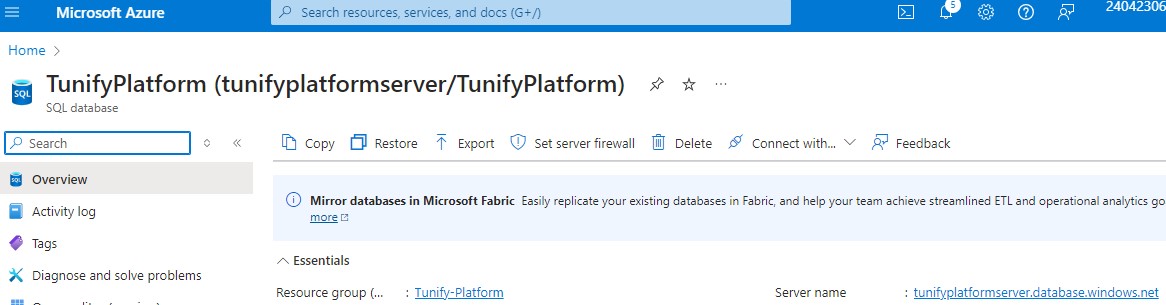 Microsoft Azure
Search resources, services, and docs (G+/)
5
24042306
Home >
TunifyPlatform (tunifyplatformserver/TunifyPlatform)
SQL
SQL database
Search
Copy
Restore
Export
Set server firewall
Delete
Connect with...
Feedback
Overview
Activity log
Tags
Diagnose and solve problems
Mirror databases in Microsoft Fabric Easily replicate your existing databases in Fabric, and help your team achieve streamlined ETL and operational analytics go
more
Essentials
Resource group (... : Tunify-Platform
Server name : tunifyplatformserver.database.windows.net